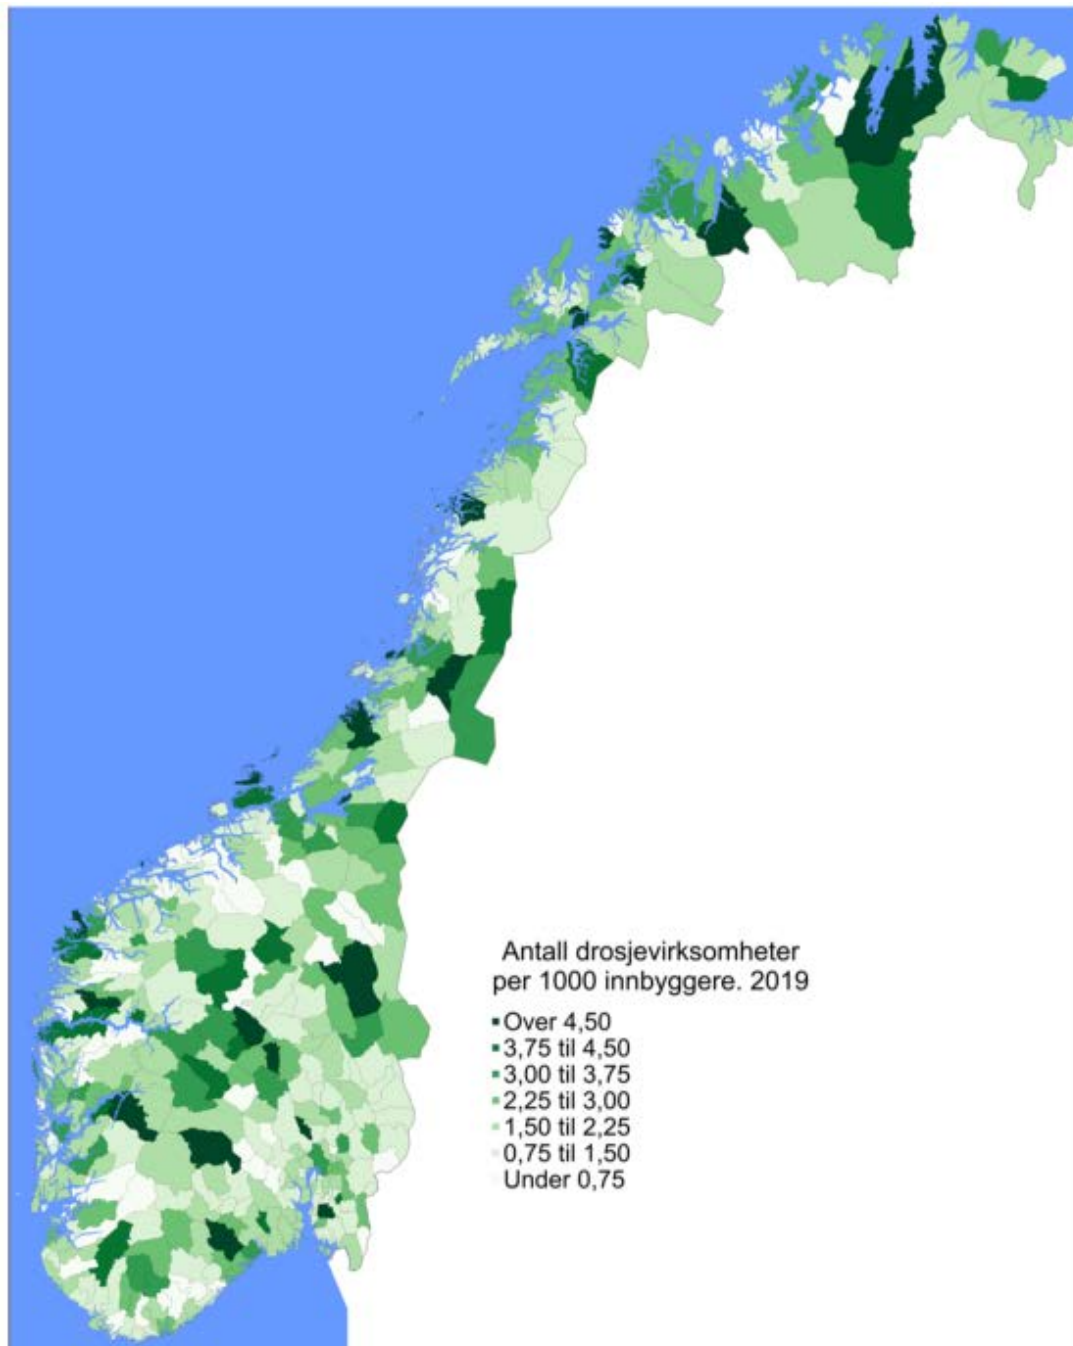 Antall drosjevirksomheter
per 1000 innbyggere. 2019
Over 4,50
3,75 til 4,50
3,00 til 3,75
2,25 til 3,00
1,50 til 2,25
0,75 til 1,50
Under 0,75